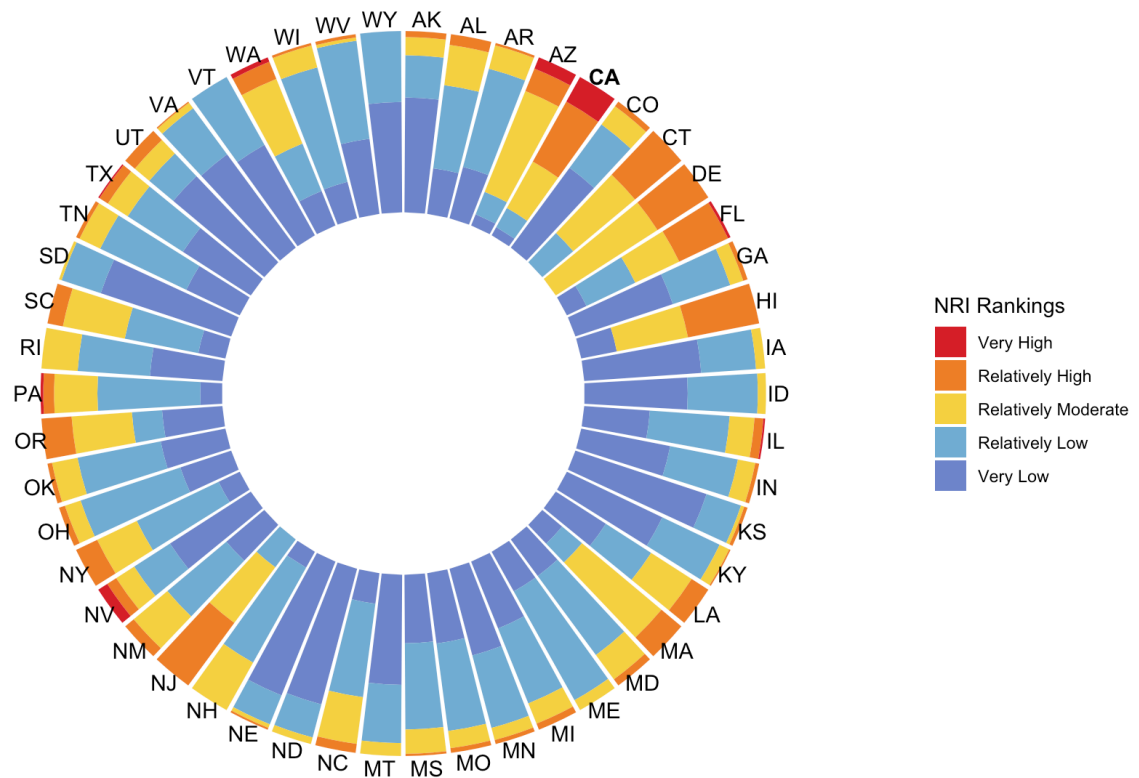 AK
AL
AR
AZ
CA
CO
CT
DE
FL
GA
HI
IA
ID
IL
IN
KS
KY
LA
MA
MD
ME
MI
MN
MO
MS
MT
NC
ND
NE
NH
NJ
NM
NV
NY
OH
OK
OR
PA
RI
SC
SD
TN
TX
UT
VA
VT
WA
WI
WV
WY
NRI Rankings
Very High
Relatively High
Relatively Moderate
Relatively Low
Very Low